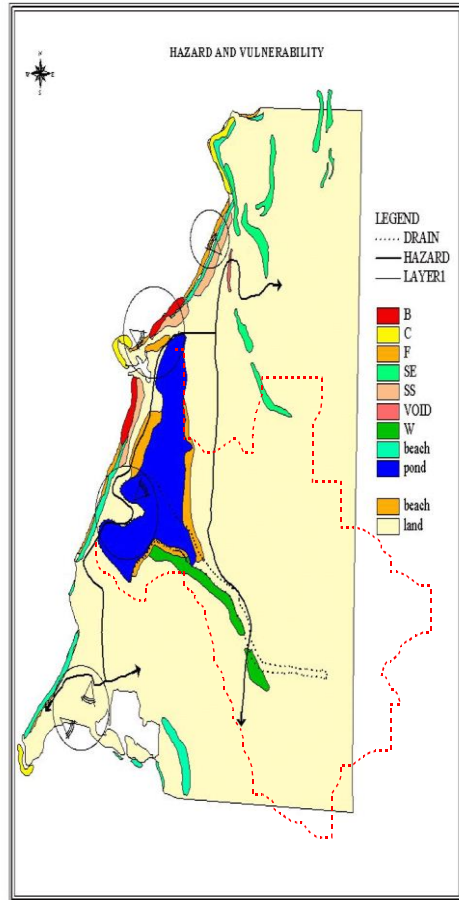 HAZARD AND VULNERABILITY
N
W
E
S
LEGEND
DRAIN
HAZARD
LAYER1
B
C
F
SE
SS
VOID
W
beach
pond
beach
land